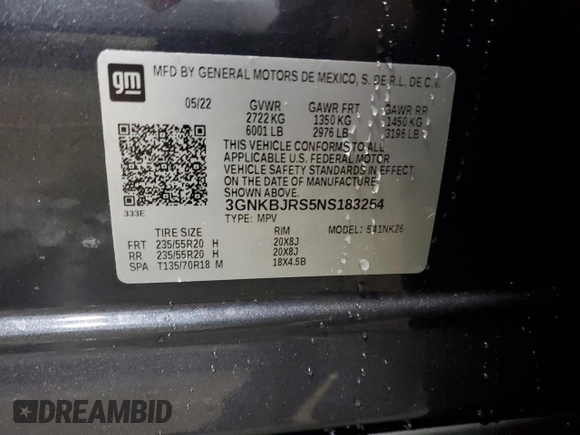 gm
MFD BY GENERAL MOTORS DE MEXICO, S. DE R.L. DE C.V.
05/22 GVWR GAWR FRT GAWR RR
2722 KG 1350 KG 1450 KG
6001 LB 2976 LB 3196 LB
THIS VEHICLE CONFORMS TO ALL
APPLICABLE U.S. FEDERAL MOTOR
VEHICLE SAFETY STANDARDS IN EFFECT
ON THE DATE OF MANUFACTURE
SHOWN ABOVE.
333E
3GNKBJRS5NS183254
TYPE: MPV MODEL: 541NK26
TIRE SIZE RIM
FRT 235/55R20 H 20X8J
RR 235/55R20 H 20X8J
SPA T135/70R18 M 18X4.5B
DREAMBID